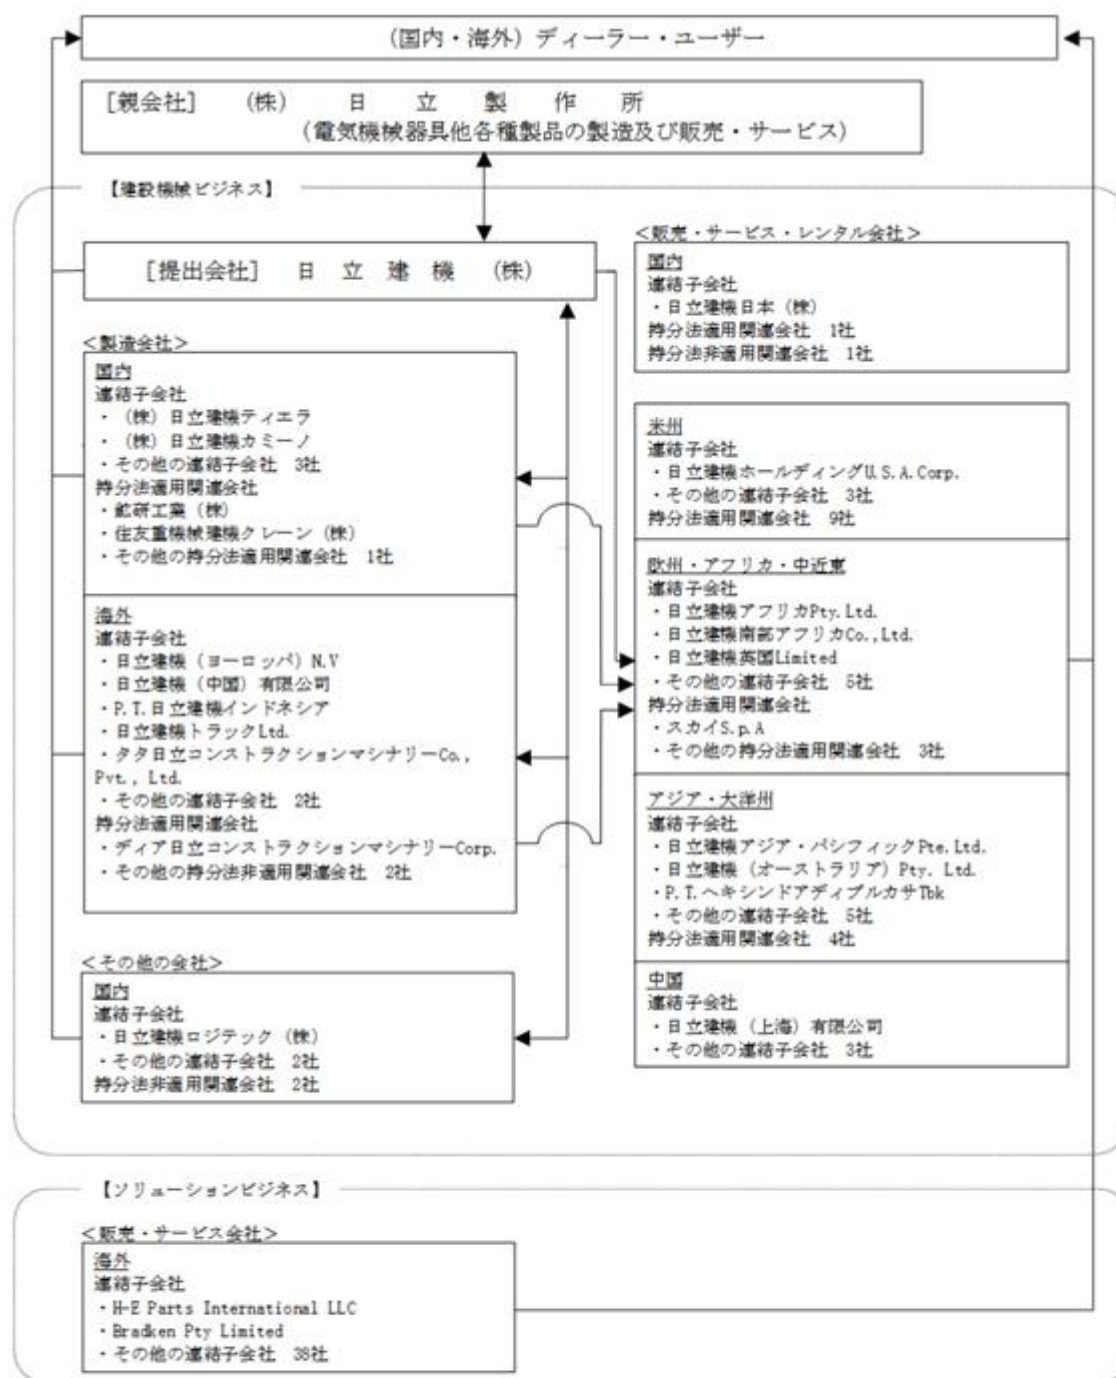 (国内・海外) ディーラー・ユーザー
[親会社] (株) 日 立 製 作 所
(電気機械器具他各種製品の製造及び販売・サービス)
【建設機械ビジネス】
[提出会社] 日 立 建 機 (株)
<製造会社>
国内
連結子会社
・(株) 日立建機ティエラ
・(株) 日立建機カミーノ
・その他の連結子会社 3社
持分法適用関連会社
・鉱研工業 (株)
・住友重機械建機クレーン (株)
・その他の持分法適用関連会社 1社
海外
連結子会社
・日立建機 (ヨーロッパ) N.V
・日立建機 (中国) 有限公司
・P.T.日立建機インドネシア
・日立建機トラックLtd.
・タタ日立コンストラクションマシナリーCo.,
Pvt., Ltd.
・その他の連結子会社 2社
持分法適用関連会社
・ディア日立コンストラクションマシナリーCorp.
・その他の持分法非適用関連会社 2社
<その他の会社>
国内
連結子会社
・日立建機ロジテック (株)
・その他の連結子会社 2社
持分法非適用関連会社 2社
<販売・サービス・レンタル会社>
国内
連結子会社
・日立建機日本 (株)
持分法適用関連会社 1社
持分法非適用関連会社 1社
米州
連結子会社
・日立建機ホールディングU.S.A.Corp.
・その他の連結子会社 3社
持分法適用関連会社 9社
欧州・アフリカ・中近東
連結子会社
・日立建機アフリカPty.Ltd.
・日立建機南部アフリカCo.,Ltd.
・日立建機英国Limited
・その他の連結子会社 5社
持分法適用関連会社
・スカイS.p.A
・その他の持分法適用関連会社 3社
アジア・大洋州
連結子会社
・日立建機アジア・パシフィックPte.Ltd.
・日立建機 (オーストラリア) Pty. Ltd.
・P.T.ヘキシンドアディプルカサTbk
・その他の連結子会社 5社
持分法適用関連会社 4社
中国
連結子会社
・日立建機 (上海) 有限公司
・その他の連結子会社 3社
【ソリューションビジネス】
<販売・サービス会社>
海外
連結子会社
・H-E Parts International LLC
・Bradken Pty Limited
・その他の連結子会社 38社